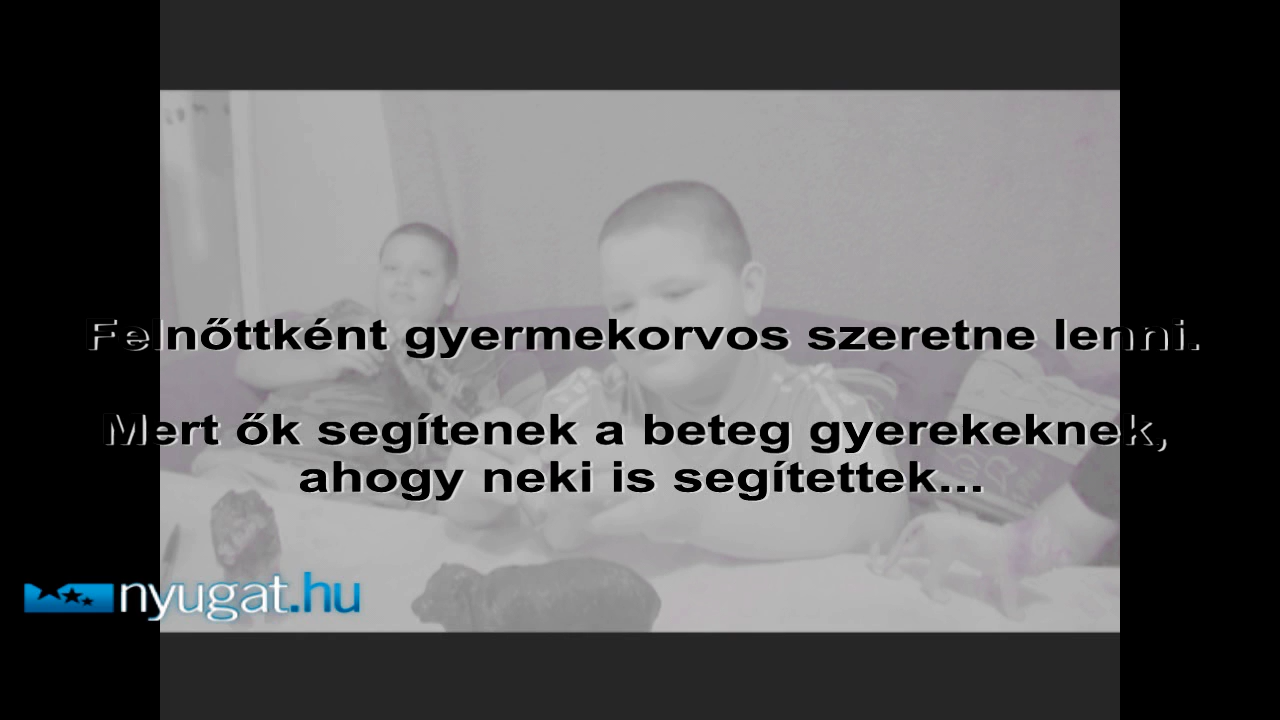 Felnőttként gyermekorvos szeretne lenni.
Mert ők segítenek a beteg gyerekeknek,
ahogy neki is segítettek...
nyugat.hu